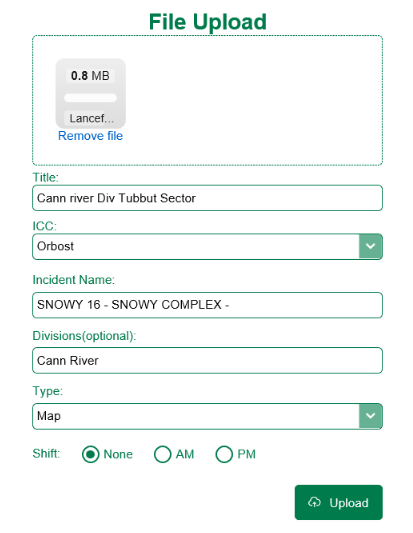 File Upload
0.8 MB
Lancef...
Remove file
Title:
Cann river Div Tubbut Sector
ICC:
Orbost
Incident Name:
SNOWY 16 - SNOWY COMPLEX -
Divisions(optional):
Cann River
Type:
Map
Shift: None AM PM
Upload